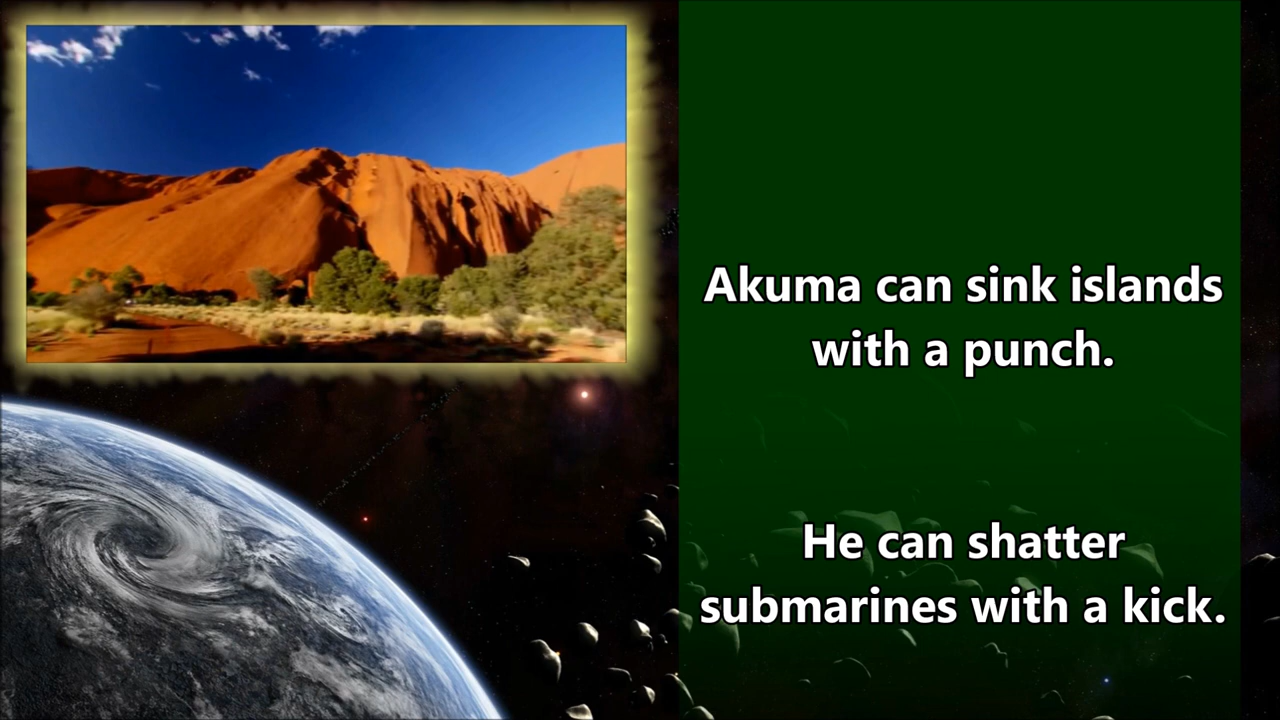 Akuma can sink islands
with a punch.
He can shatter
submarines with a kick.